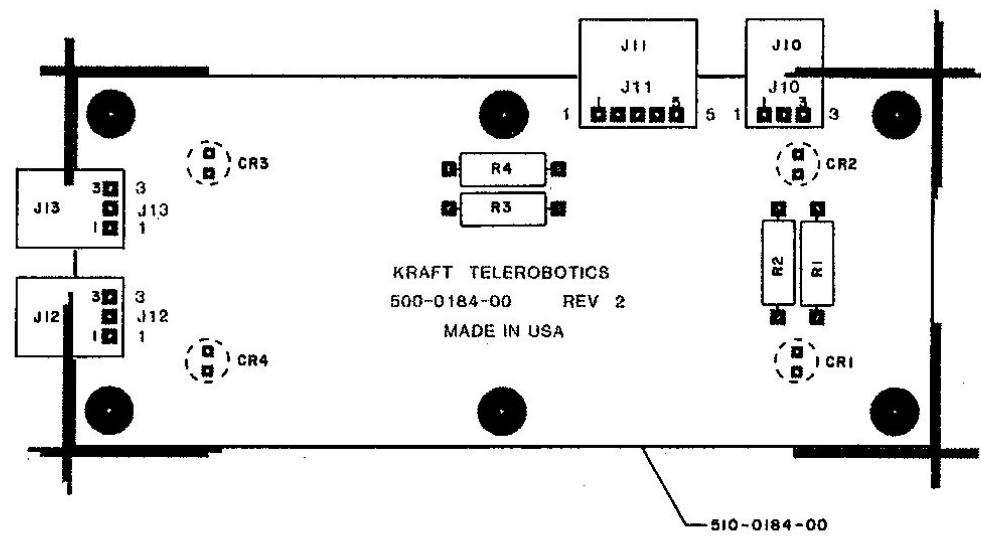 J11
J10
J11
J10
1 1 5 5
1 1 3 3
CR3
CR2
R4
R3
J13
3 3
J13
1 1
R2
R1
KRAFT TELEROBOTICS
500-0184-00 REV 2
MADE IN USA
J12
3 3
J12
1 1
CR4
CR1
510-0184-00